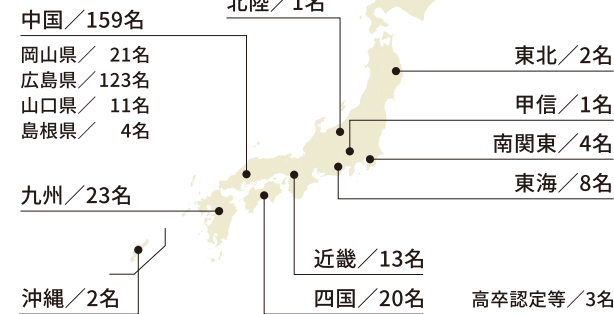 北陸／1名
中国／159名
岡山県／ 21名
広島県／123名
山口県／ 11名
島根県／ 4名
東北／2名
甲信／1名
南関東／4名
東海／8名
九州／23名
近畿／13名
沖縄／2名
四国／20名
高卒認定等／3名